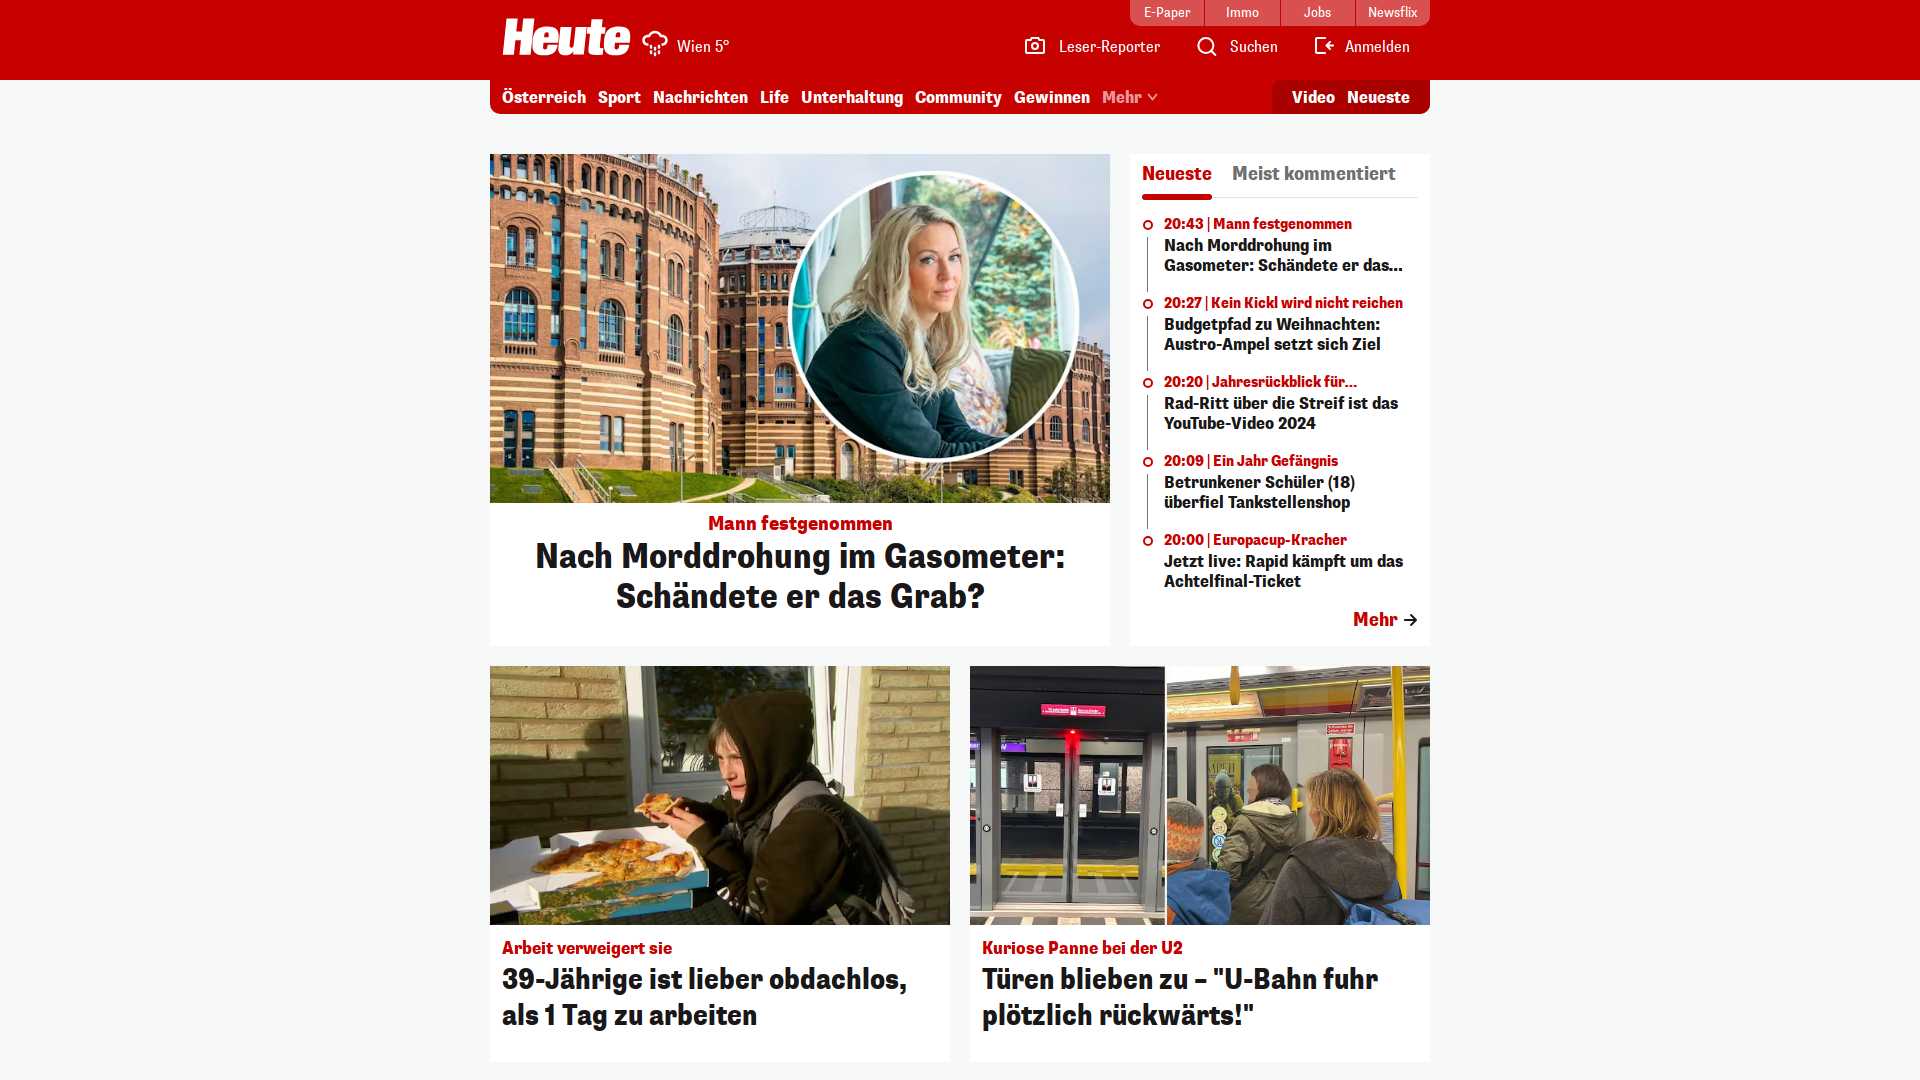 E-Paper
Immo
Jobs
Newsflix
Heute
Wien 5°
Leser-Reporter
Suchen
Anmelden
Österreich
Sport
Nachrichten
Life
Unterhaltung
Community
Gewinnen
Mehr
Video
Neueste
Mann festgenommen
Nach Morddrohung im Gasometer:
Schändete er das Grab?
Neueste
Meist kommentiert
20:43 | Mann festgenommen
Nach Morddrohung im
Gasometer: Schändete er das...
20:27 | Kein Kickl wird nicht reichen
Budgetpfad zu Weihnachten:
Austro-Ampel setzt sich Ziel
20:20 | Jahresrückblick für...
Rad-Ritt über die Streif ist das
YouTube-Video 2024
20:09 | Ein Jahr Gefängnis
Betrunkener Schüler (18)
überfiel Tankstellenshop
20:00 | Europacup-Kracher
Jetzt live: Rapid kämpft um das
Achtelfinal-Ticket
Mehr
Arbeit verweigert sie
39-Jährige ist lieber obdachlos,
als 1 Tag zu arbeiten
Kuriose Panne bei der U2
Türen blieben zu – "U-Bahn fuhr
plötzlich rückwärts!"